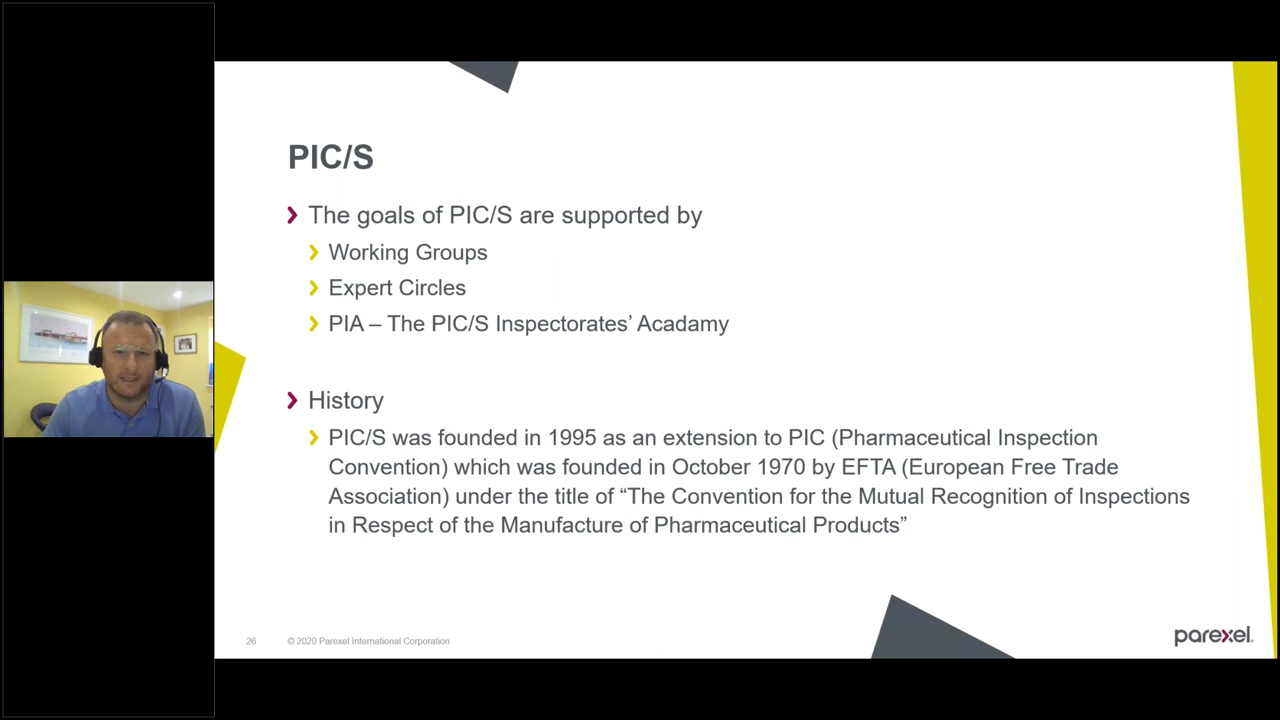 PIC/S
The goals of PIC/S are supported by
Working Groups
Expert Circles
PIA – The PIC/S Inspectorates’ Acadamy
History
PIC/S was founded in 1995 as an extension to PIC (Pharmaceutical Inspection
Convention) which was founded in October 1970 by EFTA (European Free Trade
Association) under the title of “The Convention for the Mutual Recognition of Inspections
in Respect of the Manufacture of Pharmaceutical Products”
26
© 2020 Parexel International Corporation
parexel.